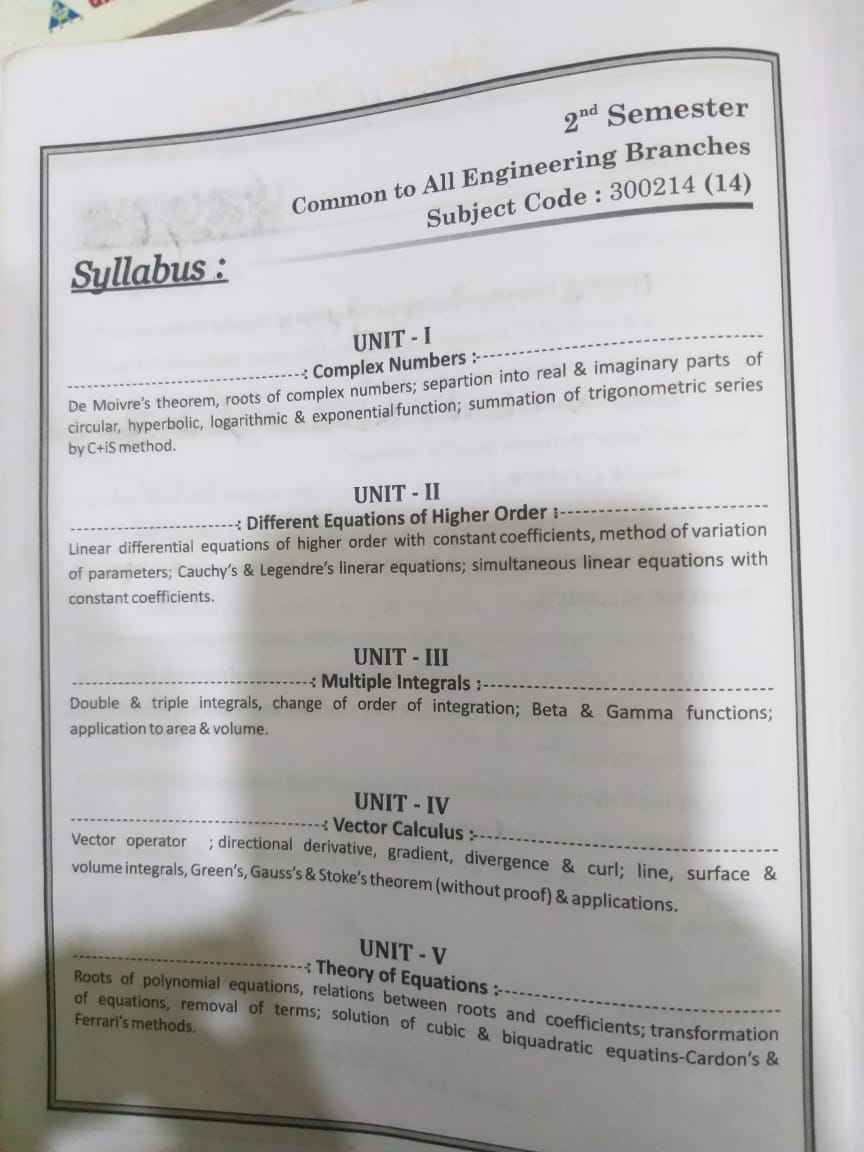 2nd Semester
Common to All Engineering Branches
Subject Code : 300214 (14)
Syllabus :
UNIT - I
: Complex Numbers :
De Moivre's theorem, roots of complex numbers; separtion into real & imaginary parts of
circular, hyperbolic, logarithmic & exponential function; summation of trigonometric series
by C+iS method.
UNIT - II
: Different Equations of Higher Order :
Linear differential equations of higher order with constant coefficients, method of variation
of parameters; Cauchy's & Legendre's linerar equations; simultaneous linear equations with
constant coefficients.
UNIT - III
: Multiple Integrals :
Double & triple integrals, change of order of integration; Beta & Gamma functions;
application to area & volume.
UNIT - IV
: Vector Calculus :
Vector operator ; directional derivative, gradient, divergence & curl; line, surface &
volume integrals, Green's, Gauss's & Stoke's theorem (without proof) & applications.
UNIT - V
: Theory of Equations :
Roots of polynomial equations, relations between roots and coefficients; transformation
of equations, removal of terms; solution of cubic & biquadratic equatins-Cardon's &
Ferrari's methods.